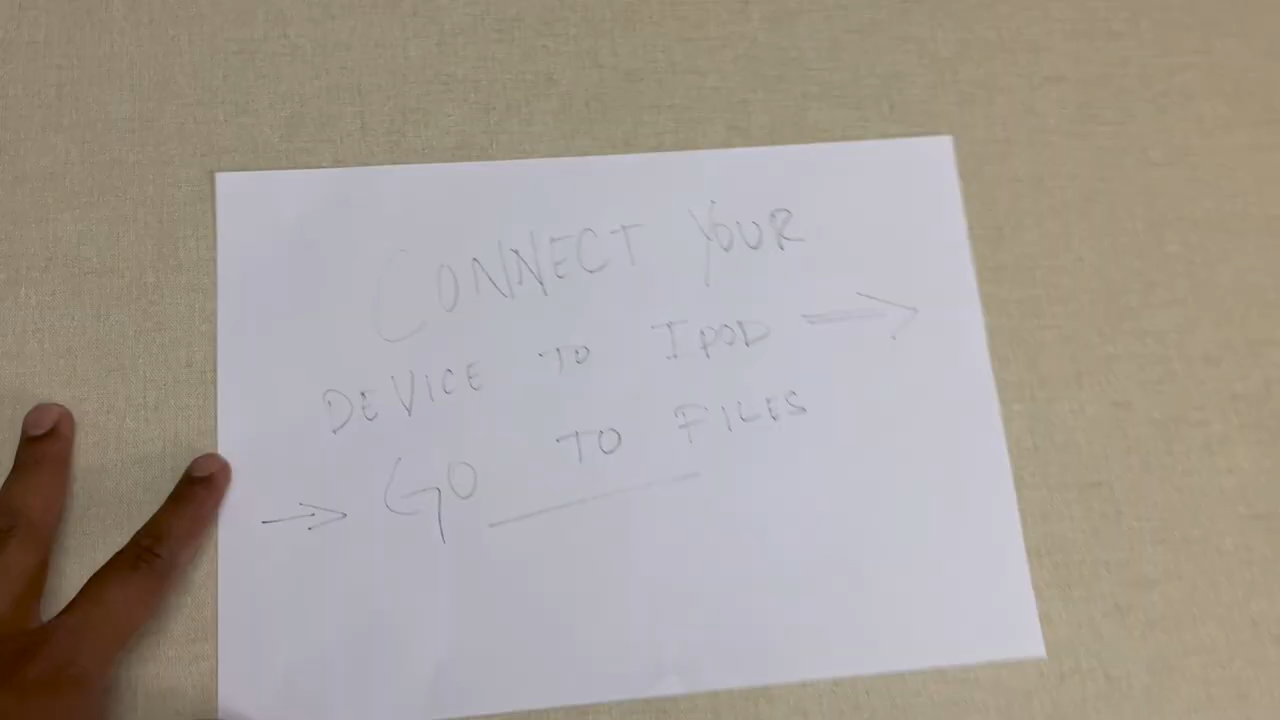 CONNECT YOUR
DEVICE TO IPOD →
→ GO TO FILES